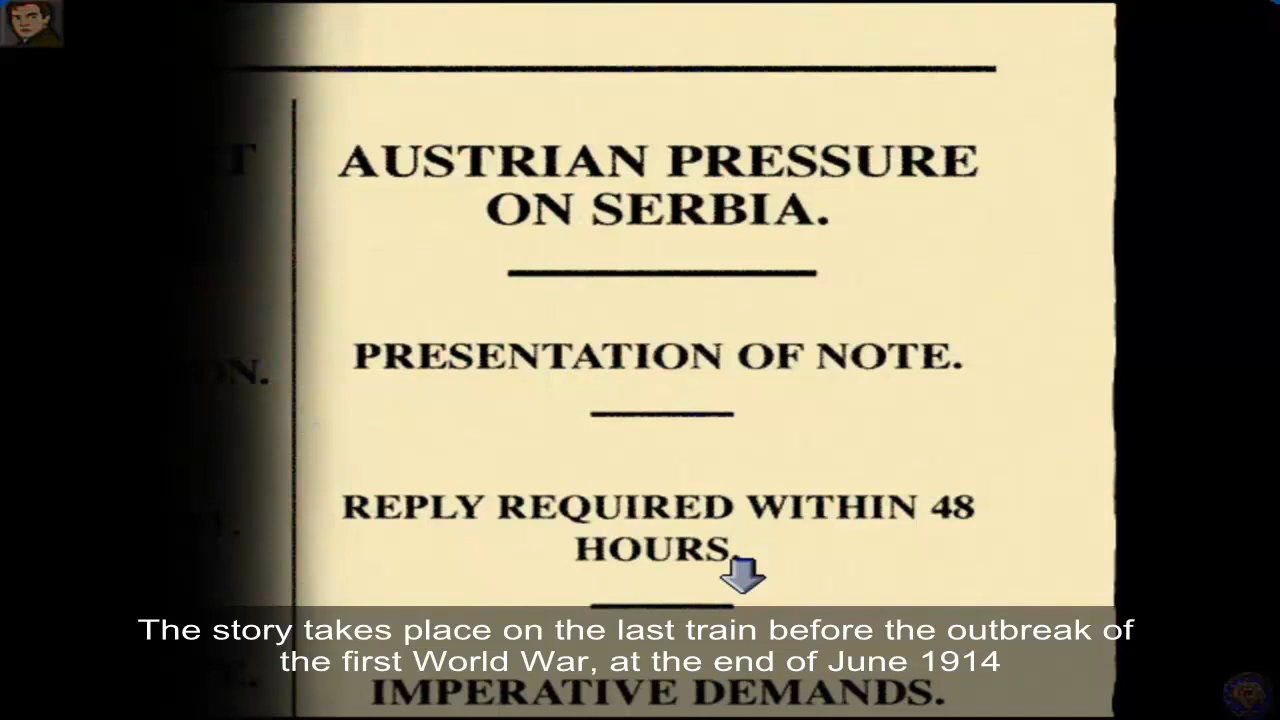 AUSTRIAN PRESSURE
ON SERBIA.
PRESENTATION OF NOTE.
REPLY REQUIRED WITHIN 48
HOURS.
The story takes place on the last train before the outbreak of
the first World War, at the end of June 1914
IMPERATIVE DEMANDS.